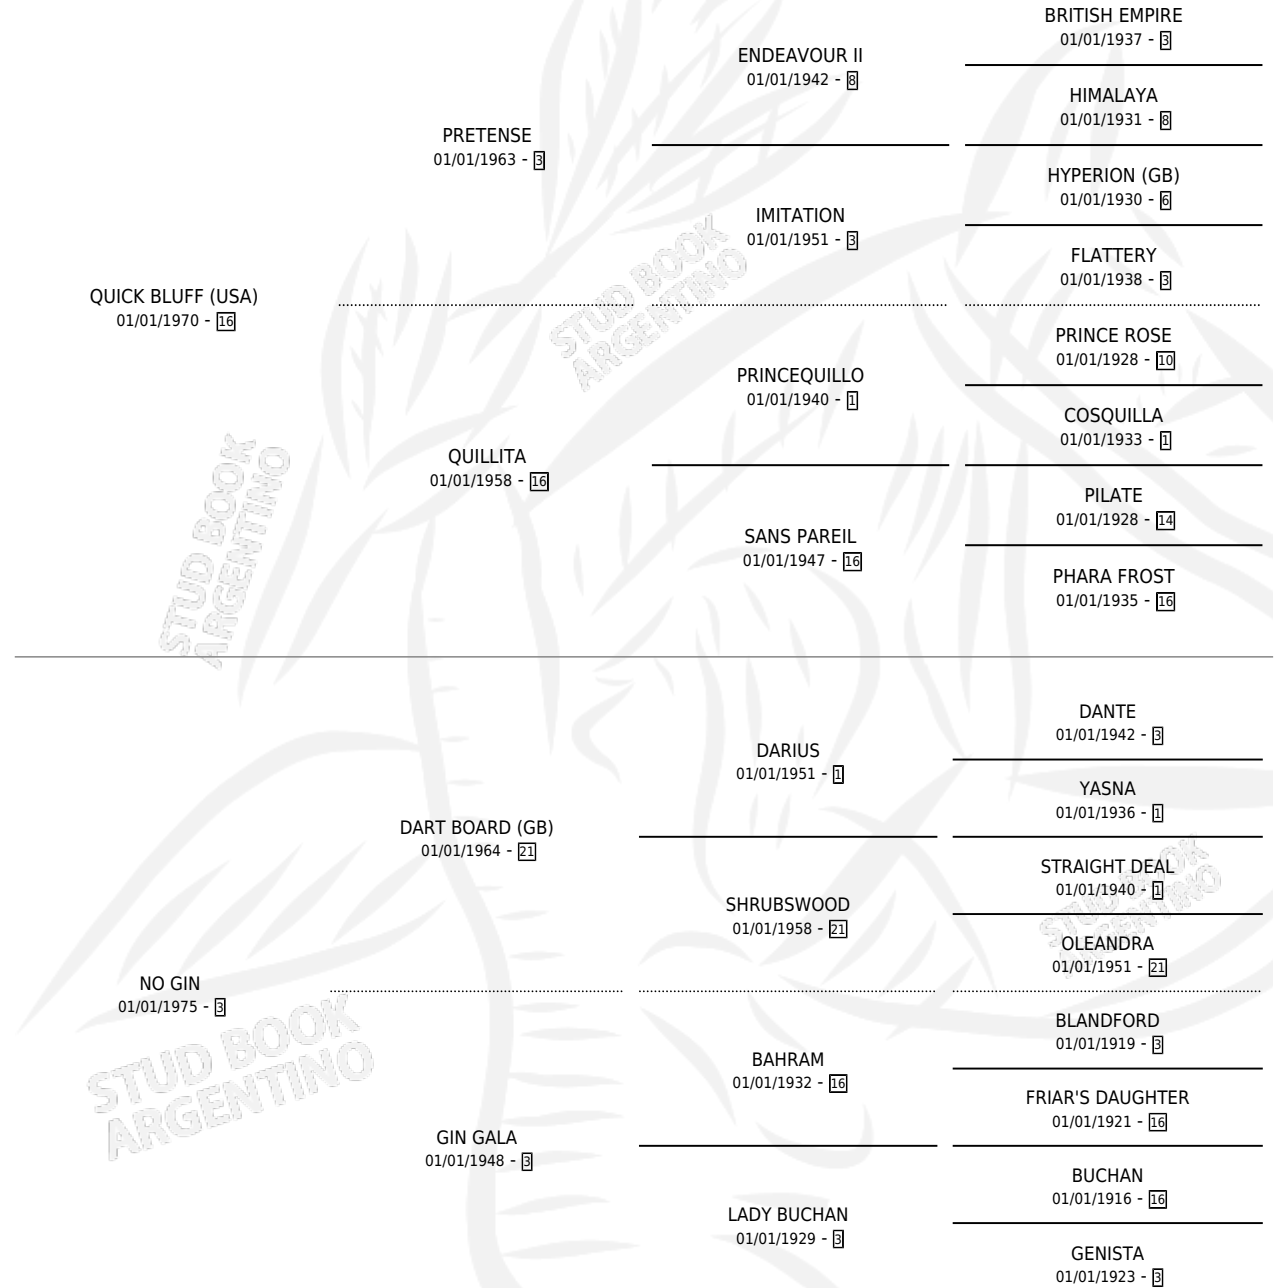 BRITISH EMPIRE
01/01/1937 - 3
ENDEAVOUR II
01/01/1942 - 8
HIMALAYA
01/01/1931 - 8
PRETENSE
01/01/1963 - 3
HYPERION (GB)
01/01/1930 - 6
IMITATION
01/01/1951 - 3
FLATTERY
01/01/1938 - 3
QUICK BLUFF (USA)
01/01/1970 - 16
PRINCE ROSE
01/01/1928 - 10
PRINCEQUILLO
01/01/1940 - 1
COSQUILLA
01/01/1933 - 1
QUILLITA
01/01/1958 - 16
PILATE
01/01/1928 - 14
SANS PAREIL
01/01/1947 - 16
PHARA FROST
01/01/1935 - 16
STUD BOOK
ARGENTINO
STUD BOOK
ARGENTINO
DANTE
01/01/1942 - 3
DARIUS
01/01/1951 - 1
YASNA
01/01/1936 - 1
DART BOARD (GB)
01/01/1964 - 21
STRAIGHT DEAL
01/01/1940 - 1
SHRUBSWOOD
01/01/1958 - 21
OLEANDRA
01/01/1951 - 21
NO GIN
01/01/1975 - 3
BLANDFORD
01/01/1919 - 3
BAHRAM
01/01/1932 - 16
FRIAR'S DAUGHTER
01/01/1921 - 16
GIN GALA
01/01/1948 - 3
BUCHAN
01/01/1916 - 16
LADY BUCHAN
01/01/1929 - 3
GENISTA
01/01/1923 - 3
STUD BOOK
ARGENTINO
STUD BOOK
ARGENTINO